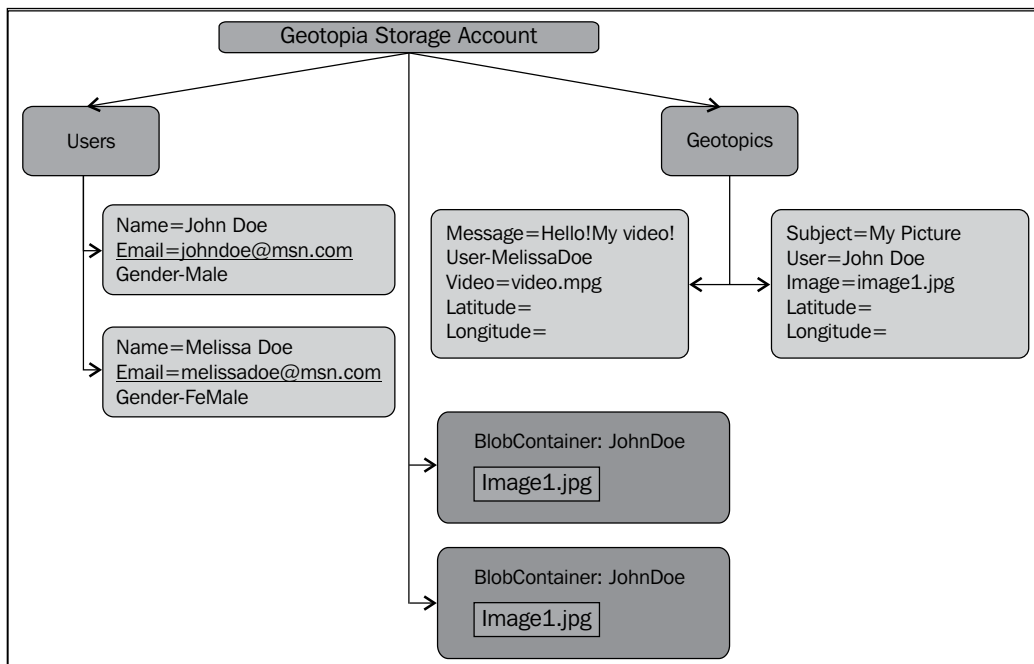 Geotopia Storage Account
Users
Geotopics
Name=John Doe
Email=johndoe@msn.com
Gender-Male
Name=Melissa Doe
Email=melissadoe@msn.com
Gender-FeMale
Message=Hello!My video!
User-MelissaDoe
Video=video.mpg
Latitude=
Longitude=
Subject=My Picture
User=John Doe
Image=image1.jpg
Latitude=
Longitude=
BlobContainer: JohnDoe
Image1.jpg
BlobContainer: JohnDoe
Image1.jpg